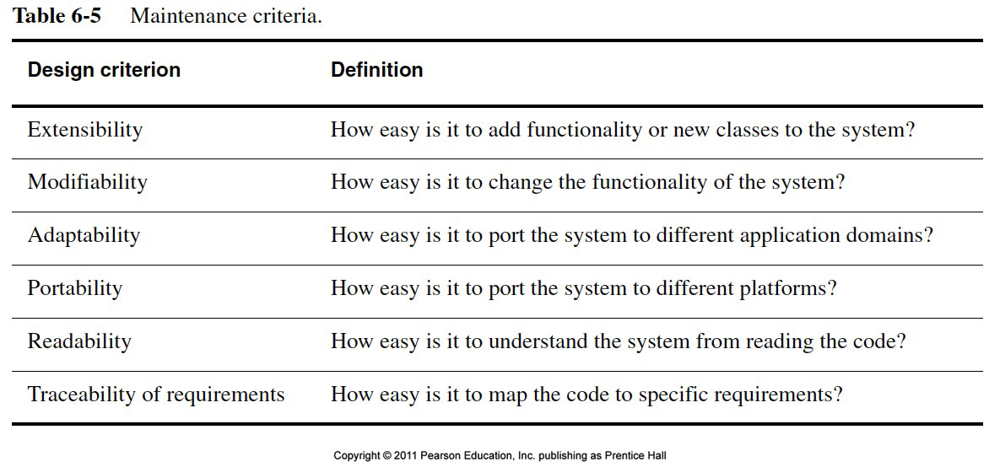 Table 6-5 Maintenance criteria.
Design criterion Definition
Extensibility How easy is it to add functionality or new classes to the system?
Modifiability How easy is it to change the functionality of the system?
Adaptability How easy is it to port the system to different application domains?
Portability How easy is it to port the system to different platforms?
Readability How easy is it to understand the system from reading the code?
Traceability of requirements How easy is it to map the code to specific requirements?
Copyright © 2011 Pearson Education, Inc. publishing as Prentice Hall